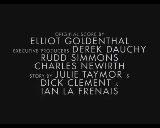 ORIGINAL SCORE BY
ELLIOT GOLDENTHAL
EXECUTIVE PRODUCERS DEREK DAUCHY
RUDD SIMMONS
CHARLES NEWIRTH
STORY BY JULIE TAYMOR &
DICK CLEMENT &
IAN LA FRENAIS